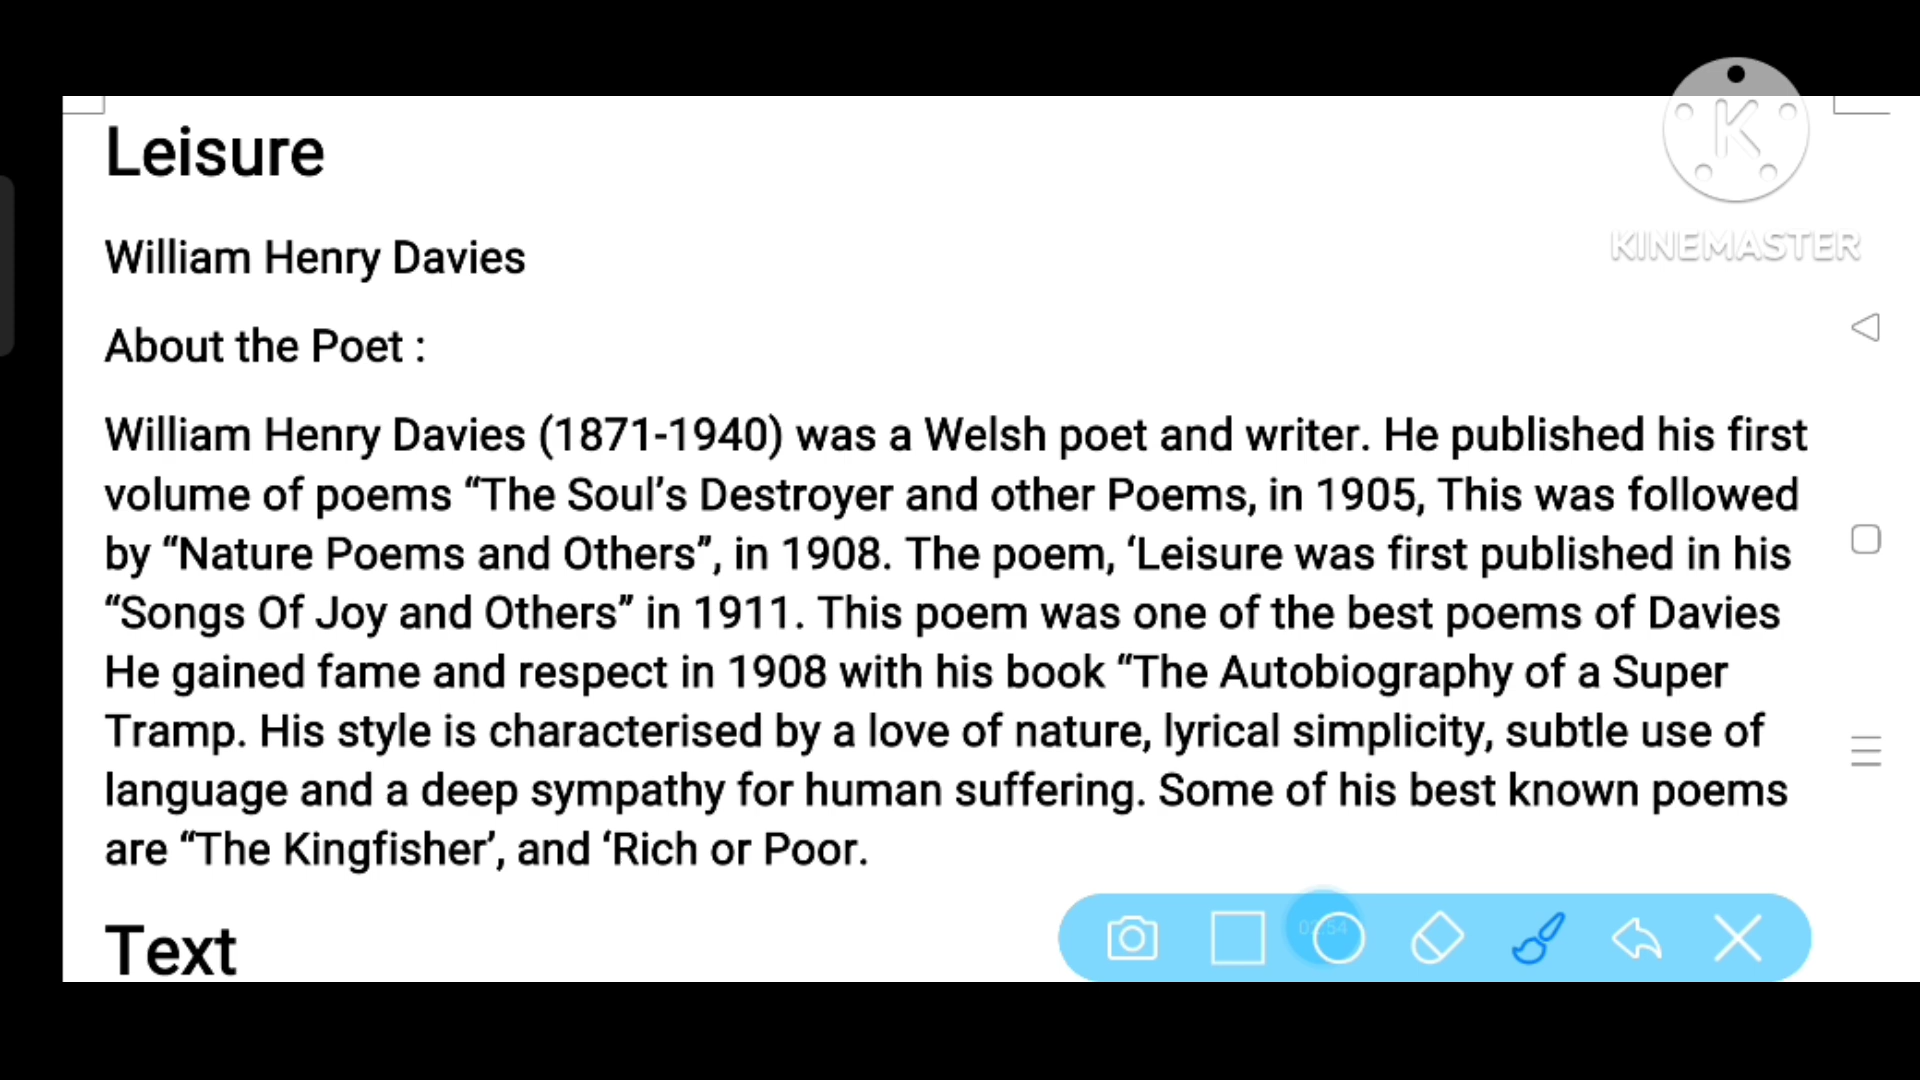 Leisure
K
KINEMASTER
William Henry Davies
About the Poet :
William Henry Davies (1871-1940) was a Welsh poet and writer. He published his first
volume of poems “The Soul’s Destroyer and other Poems, in 1905, This was followed
by “Nature Poems and Others”, in 1908. The poem, ‘Leisure was first published in his
“Songs Of Joy and Others” in 1911. This poem was one of the best poems of Davies
He gained fame and respect in 1908 with his book “The Autobiography of a Super
Tramp. His style is characterised by a love of nature, lyrical simplicity, subtle use of
language and a deep sympathy for human suffering. Some of his best known poems
are “The Kingfisher’, and ‘Rich or Poor.
Text